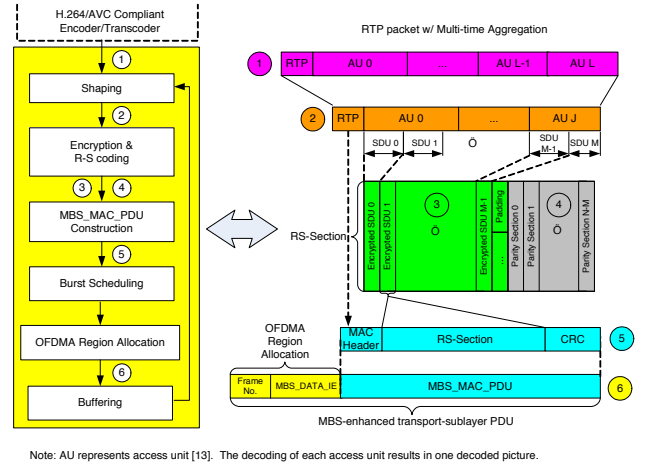 H.264/AVC Compliant
Encoder/Transcoder
1
Shaping
2
Encryption &
R-S coding
3 4
MBS_MAC_PDU
Construction
5
Burst Scheduling
OFDMA Region Allocation
6
Buffering
RTP packet w/ Multi-time Aggregation
1 RTP AU 0 ... AU L-1 AU L
2 RTP AU 0 ... AU J
SDU 0 SDU 1 Ö SDU M-1 SDU M
RS-Section
Encrypted SDU 0
Encrypted SDU 1
3
Ö
Encrypted SDU M-1
Padding
...
Parity Section 0
Parity Section 1
4
Ö
Parity Section N-M
OFDMA
Region
Allocation
MAC
Header
RS-Section CRC 5
Frame
No.
MBS_DATA_IE MBS_MAC_PDU 6
MBS-enhanced transport-sublayer PDU
Note: AU represents access unit [13]. The decoding of each access unit results in one decoded picture.